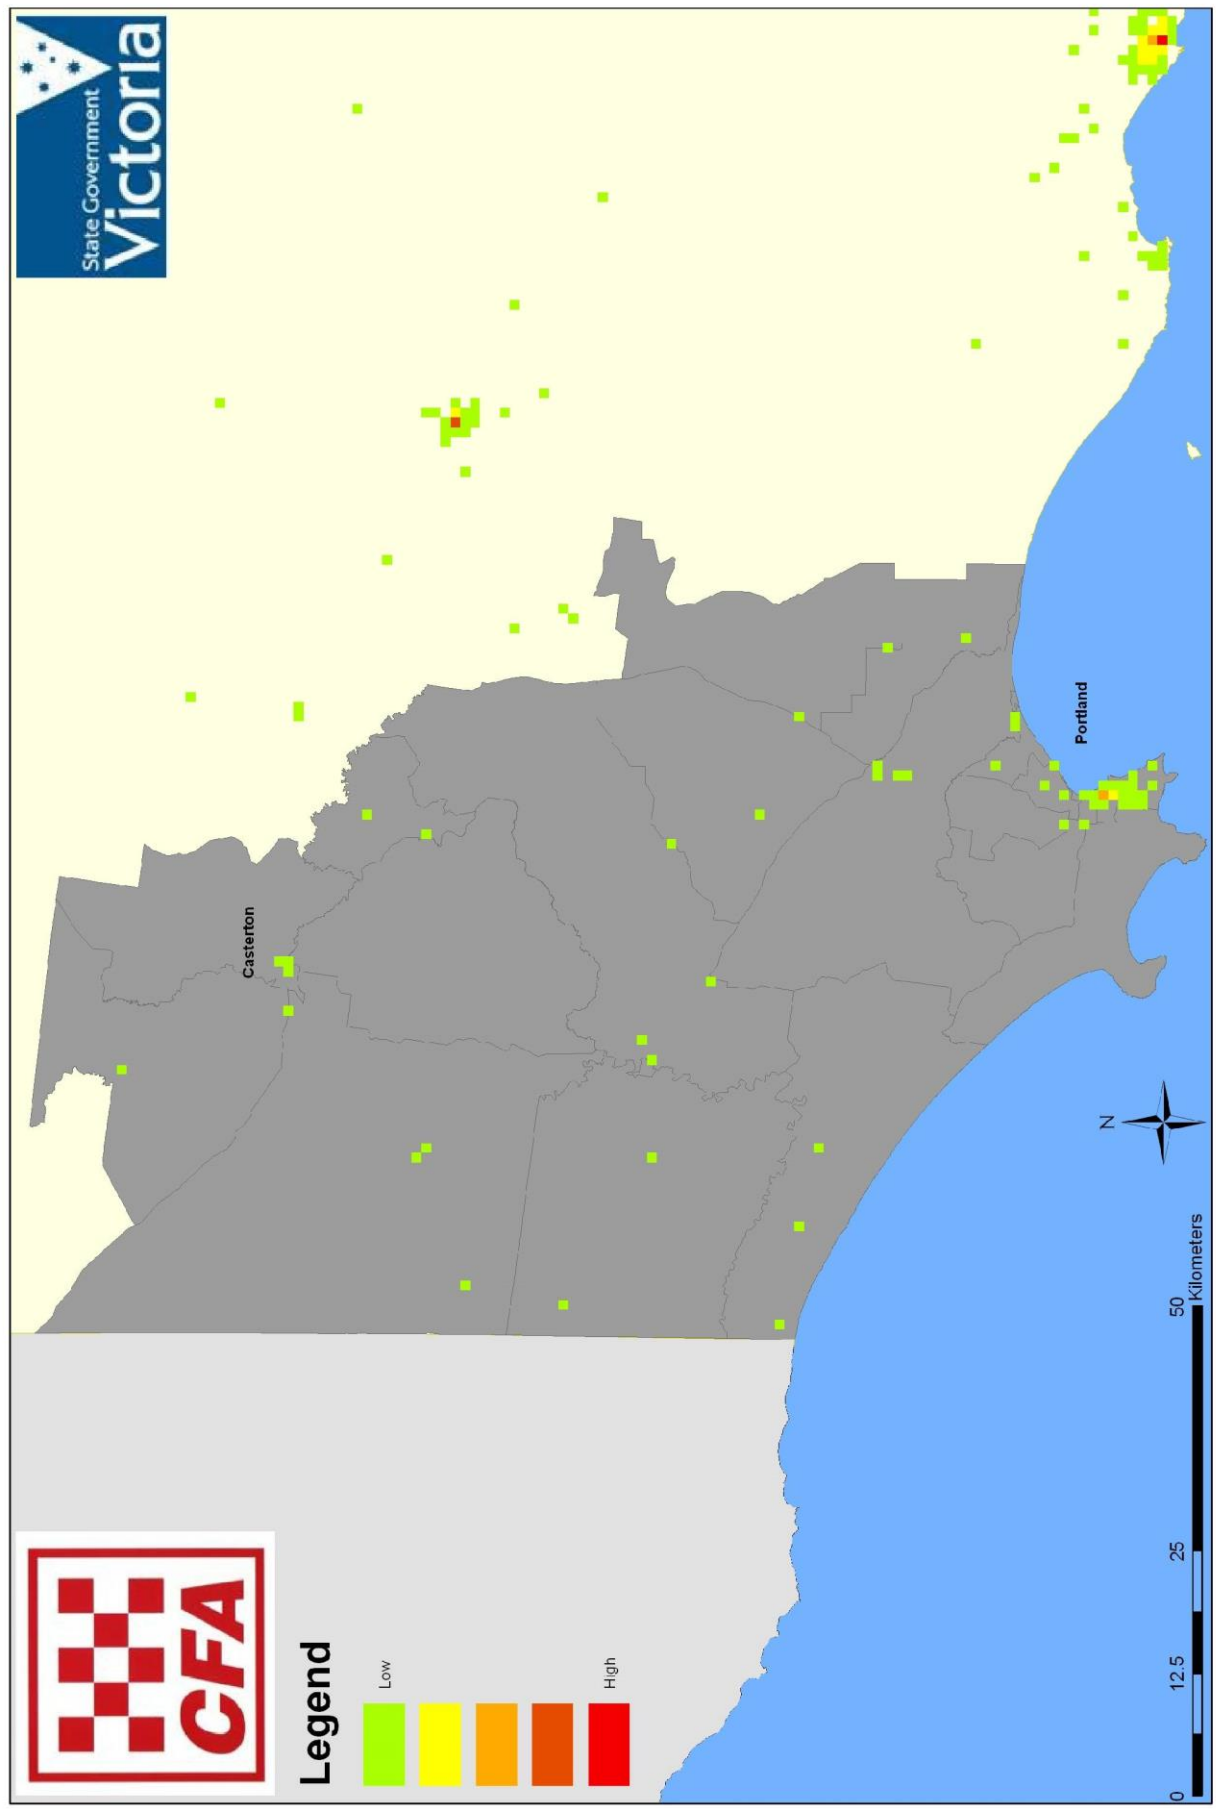 CFA
State Government
Victoria
Legend
Low
High
Casterton
Portland
N
0 12.5 25 50
Kilometers